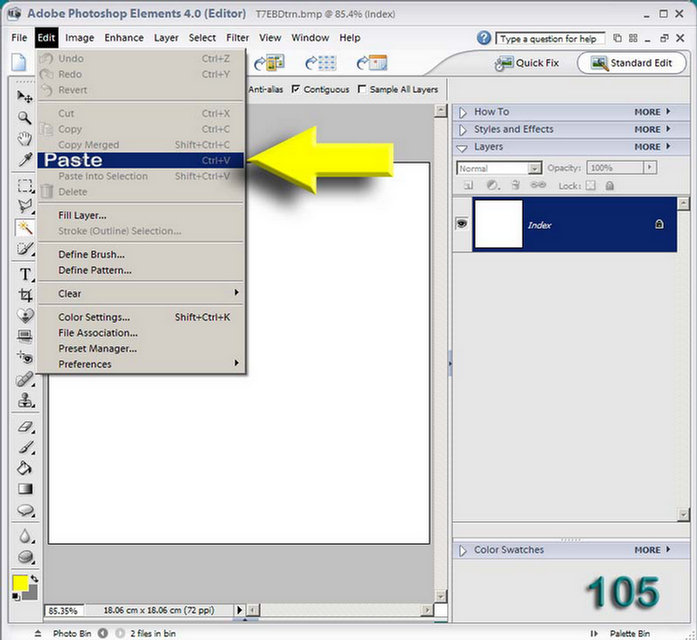 Adobe Photoshop Elements 4.0 (Editor) T7EBDtrn.bmp @ 85.4% (Index)
File Edit Image Enhance Layer Select Filter View Window Help Type a question for help
Quick Fix Standard Edit
Anti-alias Contiguous Sample All Layers
Undo Ctrl+Z
Redo Ctrl+Y
Revert
Cut Ctrl+X
Copy Ctrl+C
Copy Merged Shift+Ctrl+C
Paste Ctrl+V
Paste Into Selection Shift+Ctrl+V
Delete
Fill Layer...
Stroke (Outline) Selection...
Define Brush...
Define Pattern...
Clear
Color Settings... Shift+Ctrl+K
File Association...
Preset Manager...
Preferences
How To MORE
Styles and Effects MORE
Layers MORE
Normal Opacity: 100%
Lock:
Index
Color Swatches MORE
105
85.35% 18.06 cm x 18.06 cm (72 ppi)
Photo Bin 2 files in bin Palette Bin